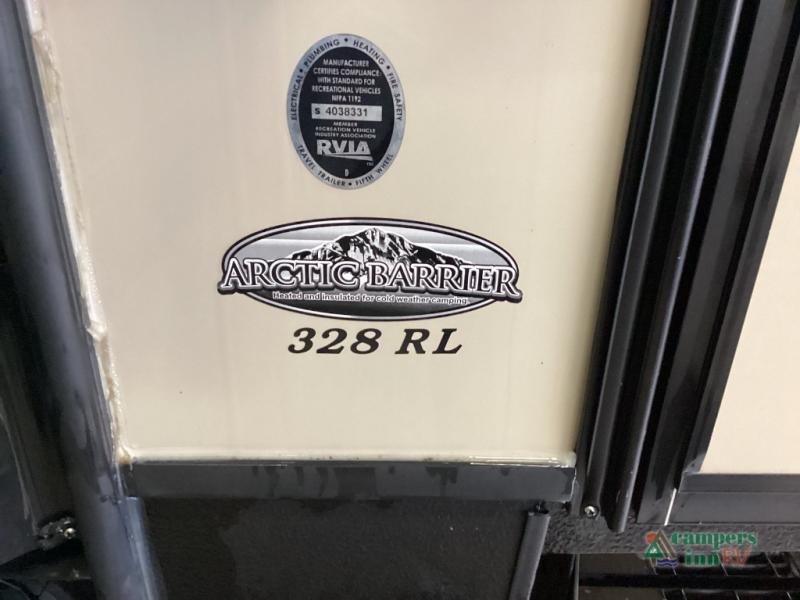 ELECTRICAL • PLUMBING • HEATING • FIRE SAFETY
MANUFACTURER
CERTIFIES COMPLIANCE
WITH STANDARD FOR
RECREATIONAL VEHICLES
NFPA 1192
S 4038331
MEMBER
RECREATION VEHICLE
INDUSTRY ASSOCIATION
RVIA
D
TRAVEL TRAILER • FIFTH WHEEL
ARCTIC BARRIER
Heated and insulated for cold weather camping
328 RL
campers
inn RV